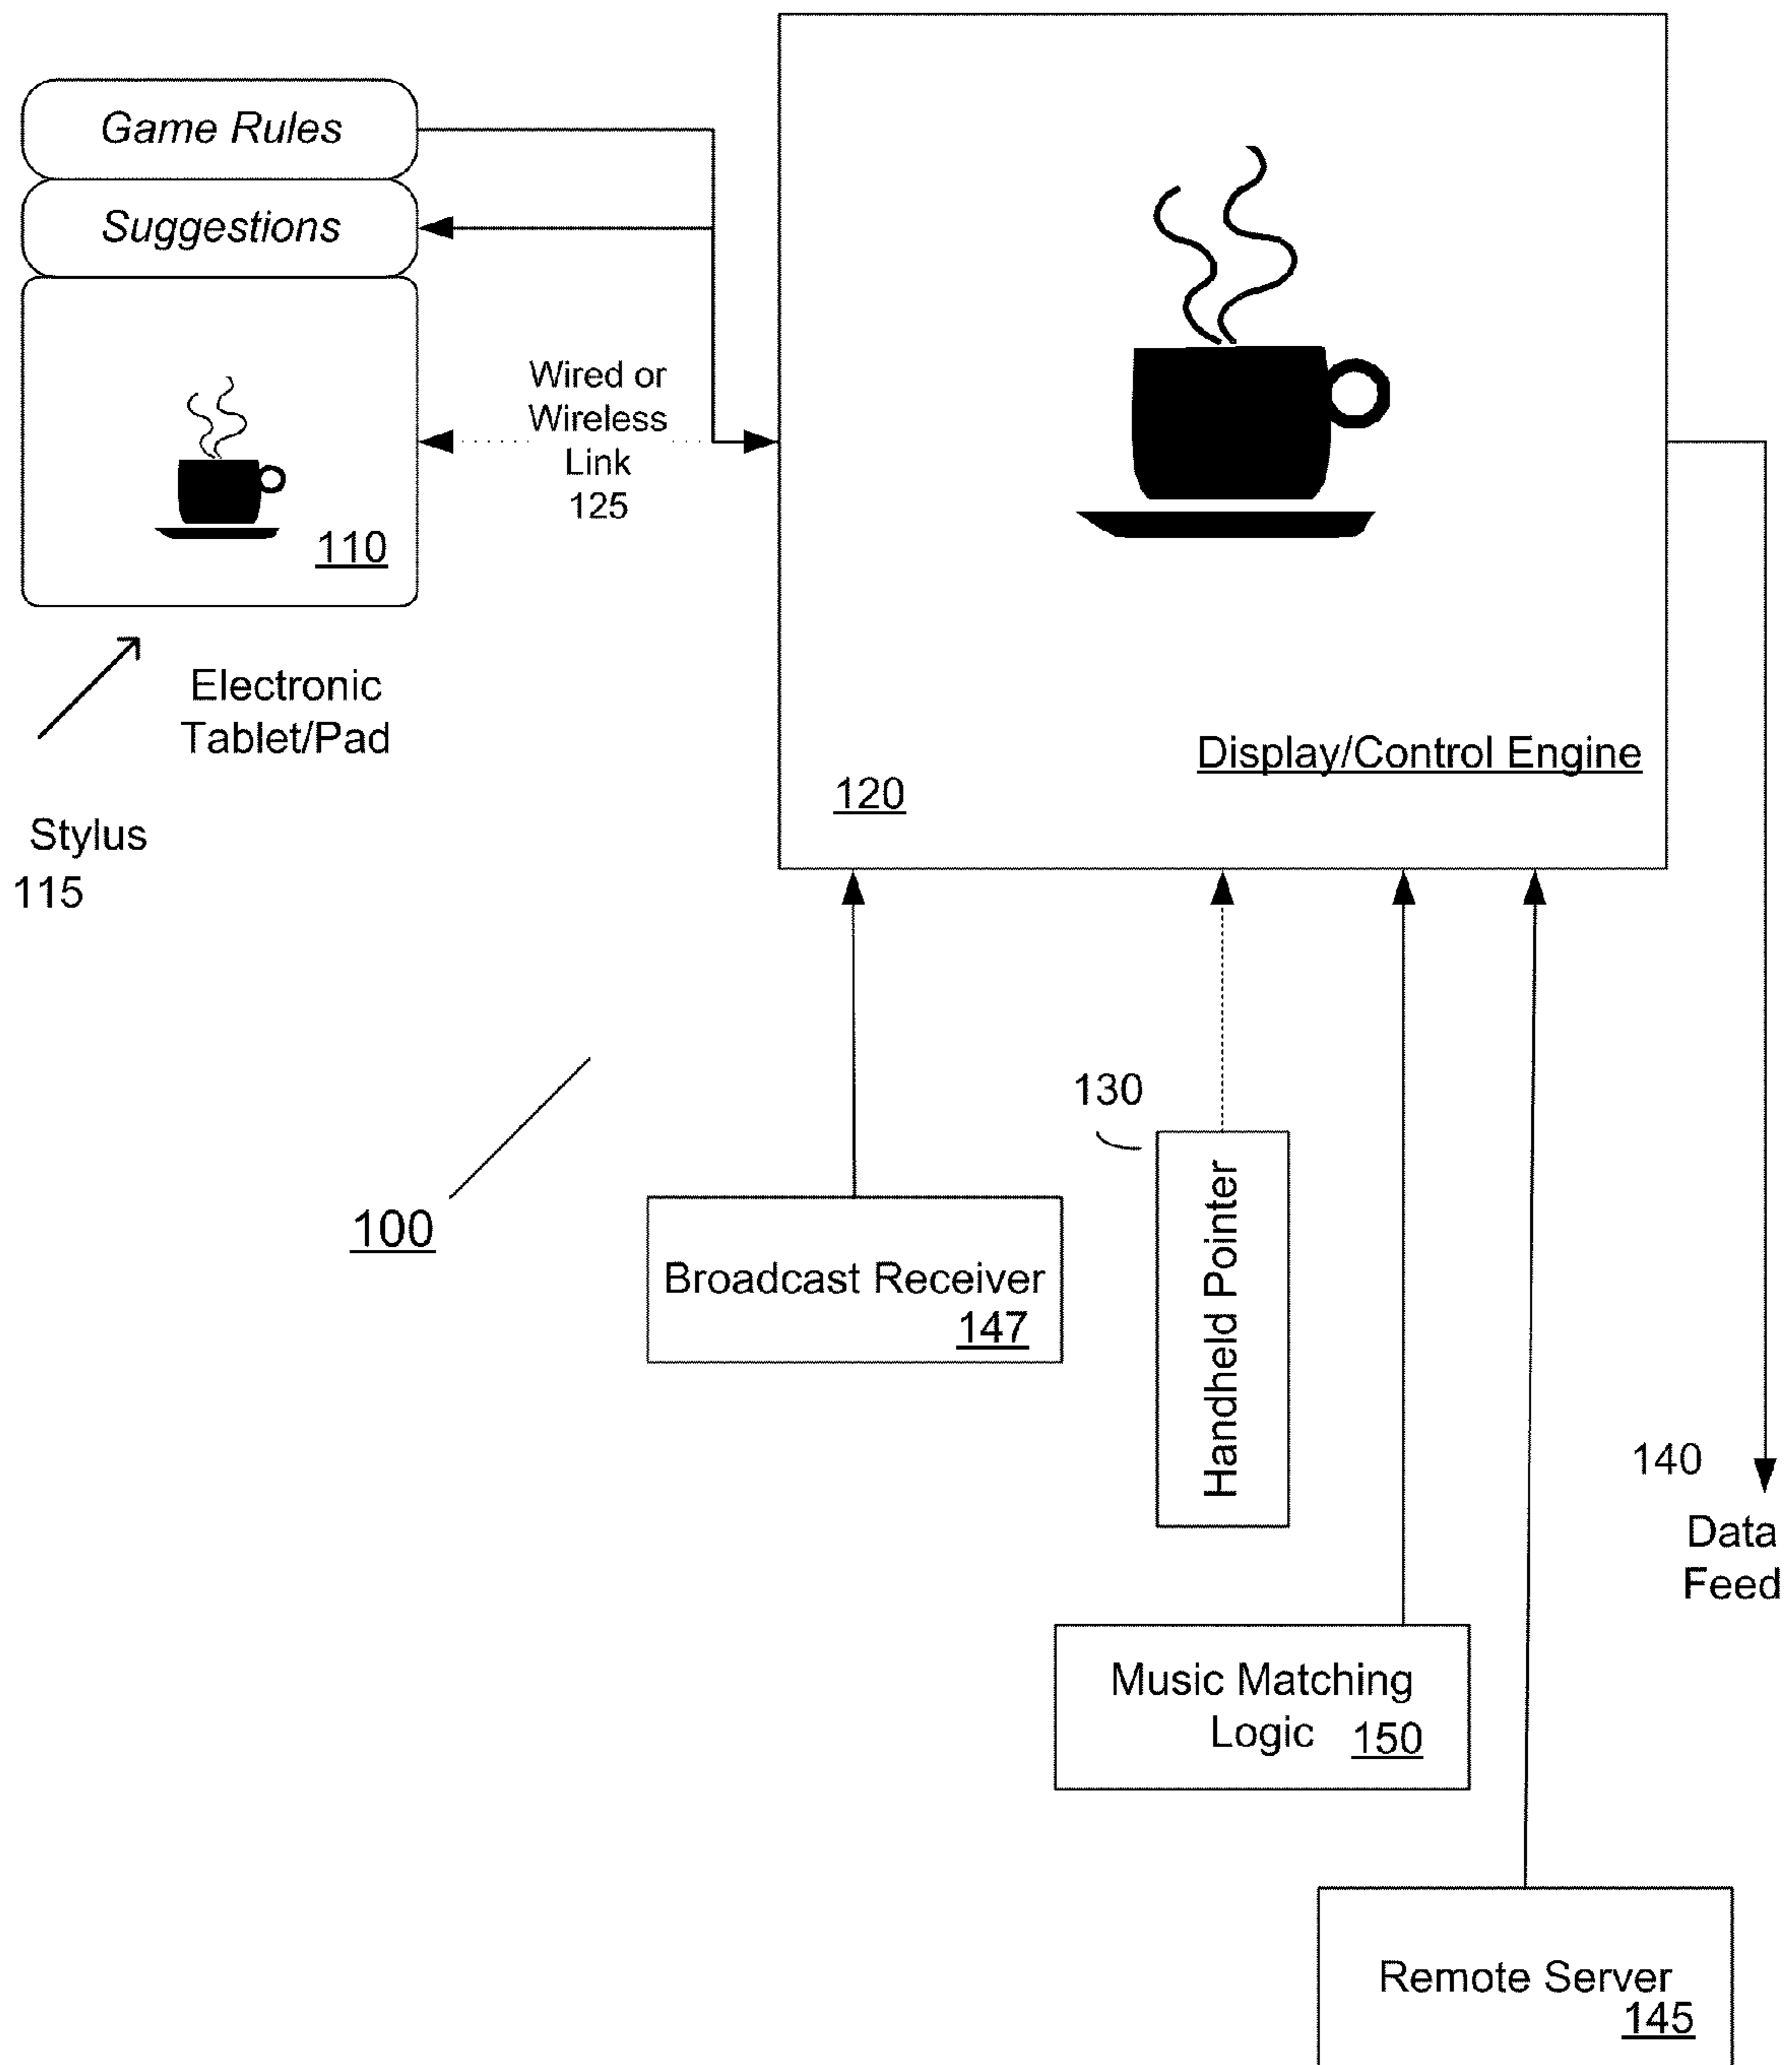 Game Rules
Suggestions
110
Wired or
Wireless
Link
125
Electronic
Tablet/Pad
Stylus
115
Display/Control Engine
120
130
100
Broadcast Receiver
147
Handheld Pointer
140
Data
Feed
Music Matching
Logic 150
Remote Server
145